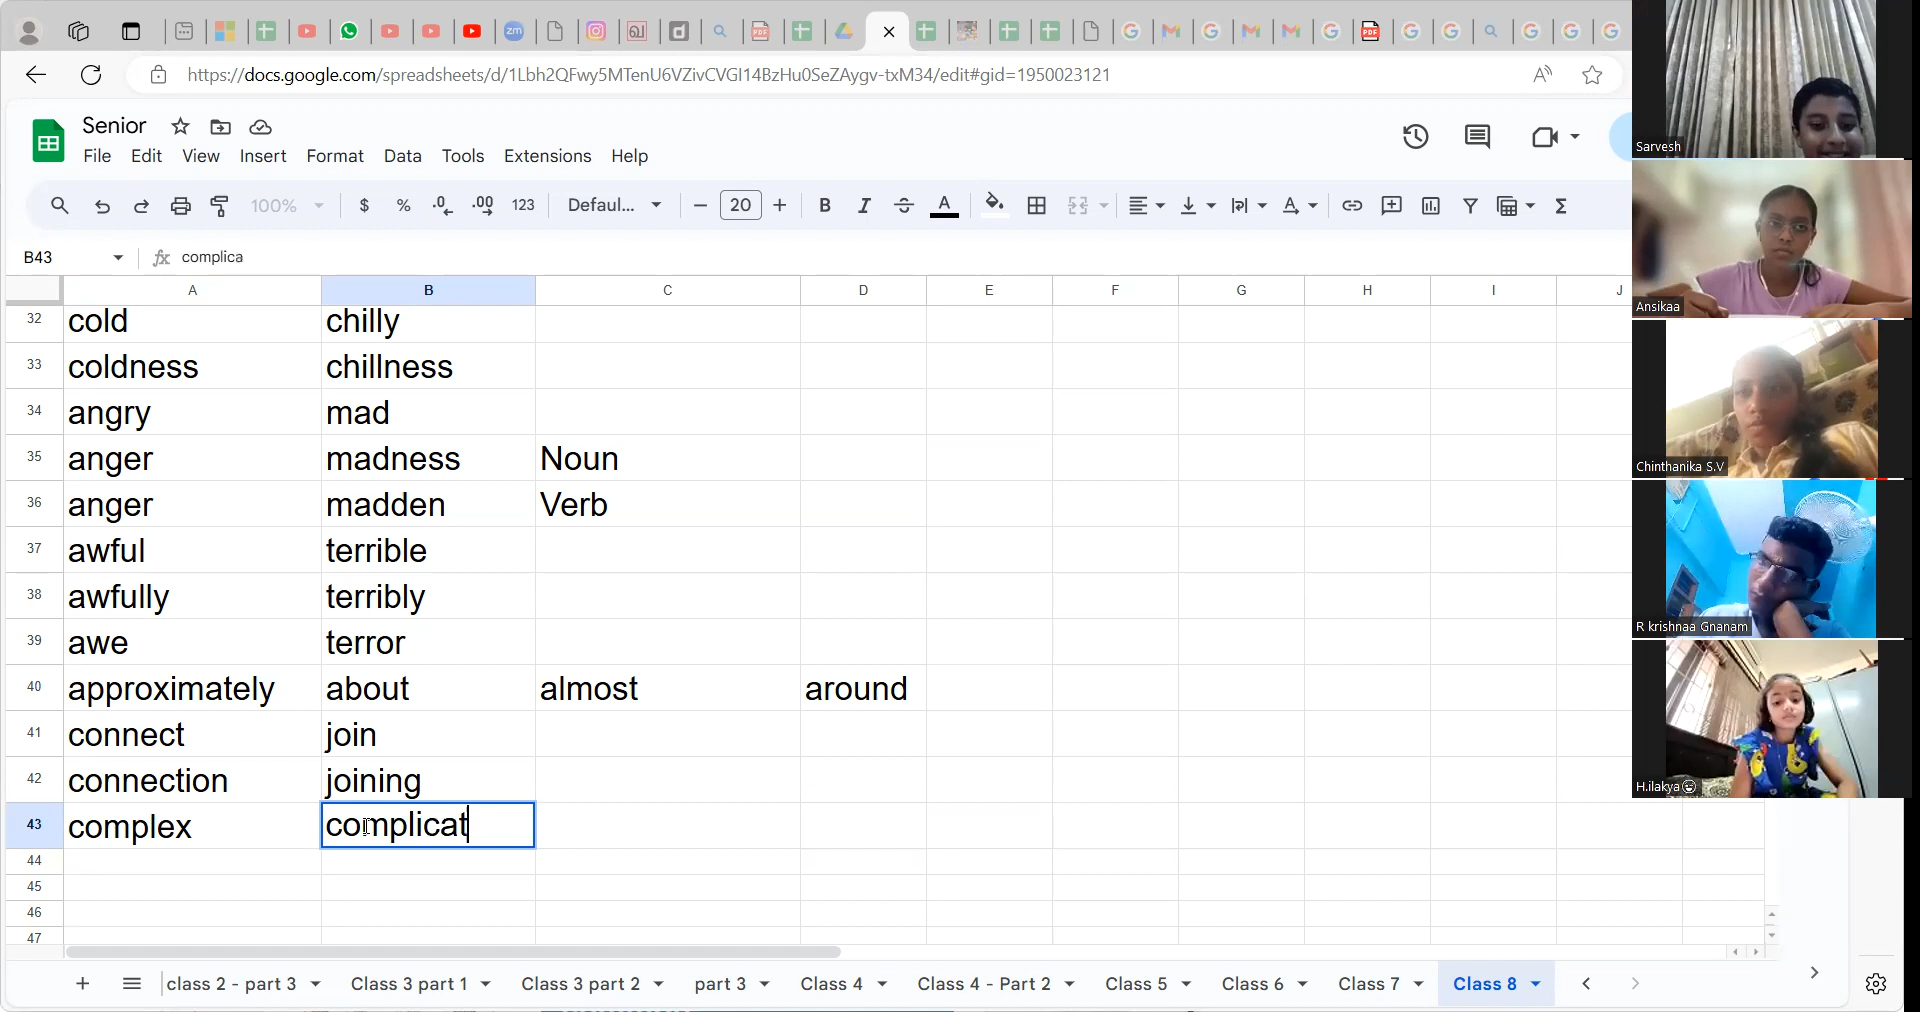 https://docs.google.com/spreadsheets/d/1Lbh2QFwy5MTenU6VZivCVGI14BzHu0SeZAygv-txM34/edit#gid=1950023121
Senior
File Edit View Insert Format Data Tools Extensions Help
100% $ % .0 .00 123 Defaul... 20 B I A
B43 fx complica
A B C D E F G H I J
32 cold chilly
33 coldness chillness
34 angry mad
35 anger madness Noun
36 anger madden Verb
37 awful terrible
38 awfully terribly
39 awe terror
40 approximately about almost around
41 connect join
42 connection joining
43 complex complicat
44
45
46
47
class 2 - part 3 Class 3 part 1 Class 3 part 2 part 3 Class 4 Class 4 - Part 2 Class 5 Class 6 Class 7 Class 8
Sarvesh
Ansikaa
Chinthanika S.V
R krishnaa Gnanam
H.ilakya